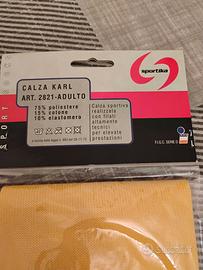 sportika
CALZA KARL
ART. 2821-ADULTO
75% poliestere
15% cotone
10% elastomero
Calza sportiva
realizzata
con filati
altamente
tecnici
per elevate
prestazioni
F.I.G.C. SERIE D
SPORT